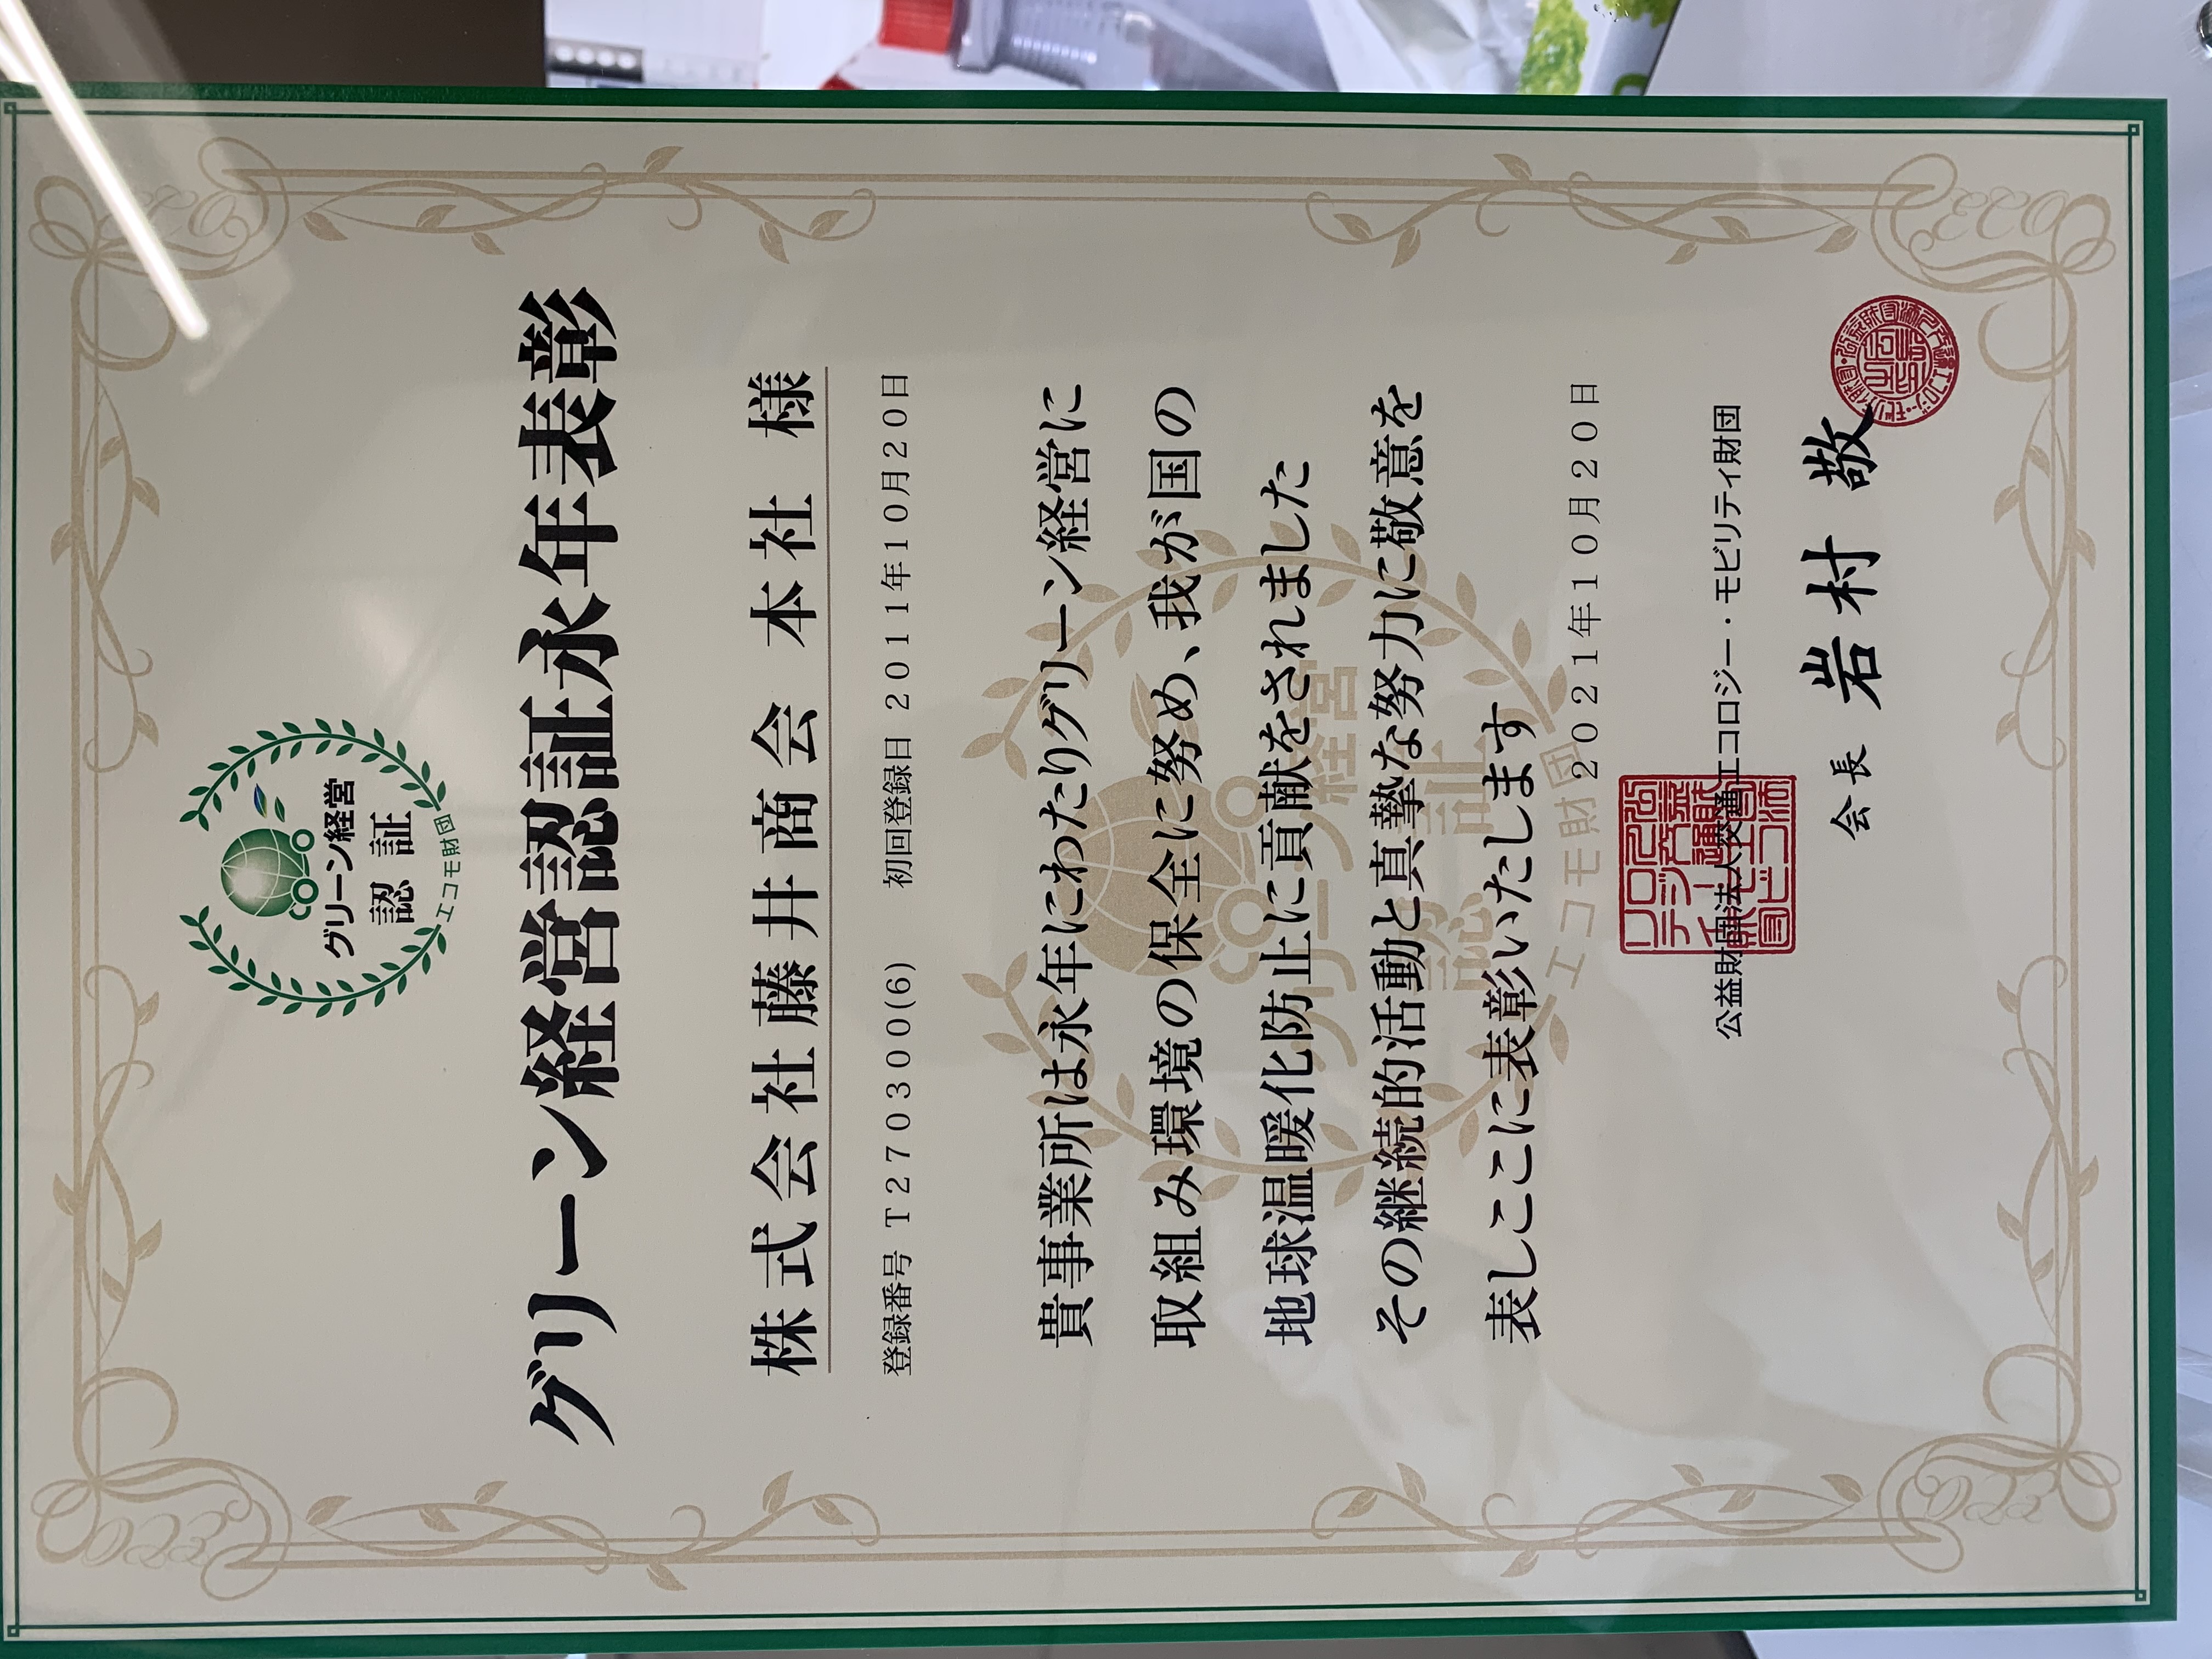 グリーン経営
認証
エコモ財団
グリーン経営認証永年表彰
株式会社藤井商会 本社 様
登録番号 T270300(6) 初回登録日 2011年10月20日
貴事業所は永年にわたりグリーン経営に
取組み環境の保全に努め、我が国の
地球温暖化防止に貢献をされました
その継続的活動と真摯な努力に敬意を
表しここに表彰いたします
2021年10月20日
公益財団法人交通エコロジー・モビリティ財団
会長 岩村 敬